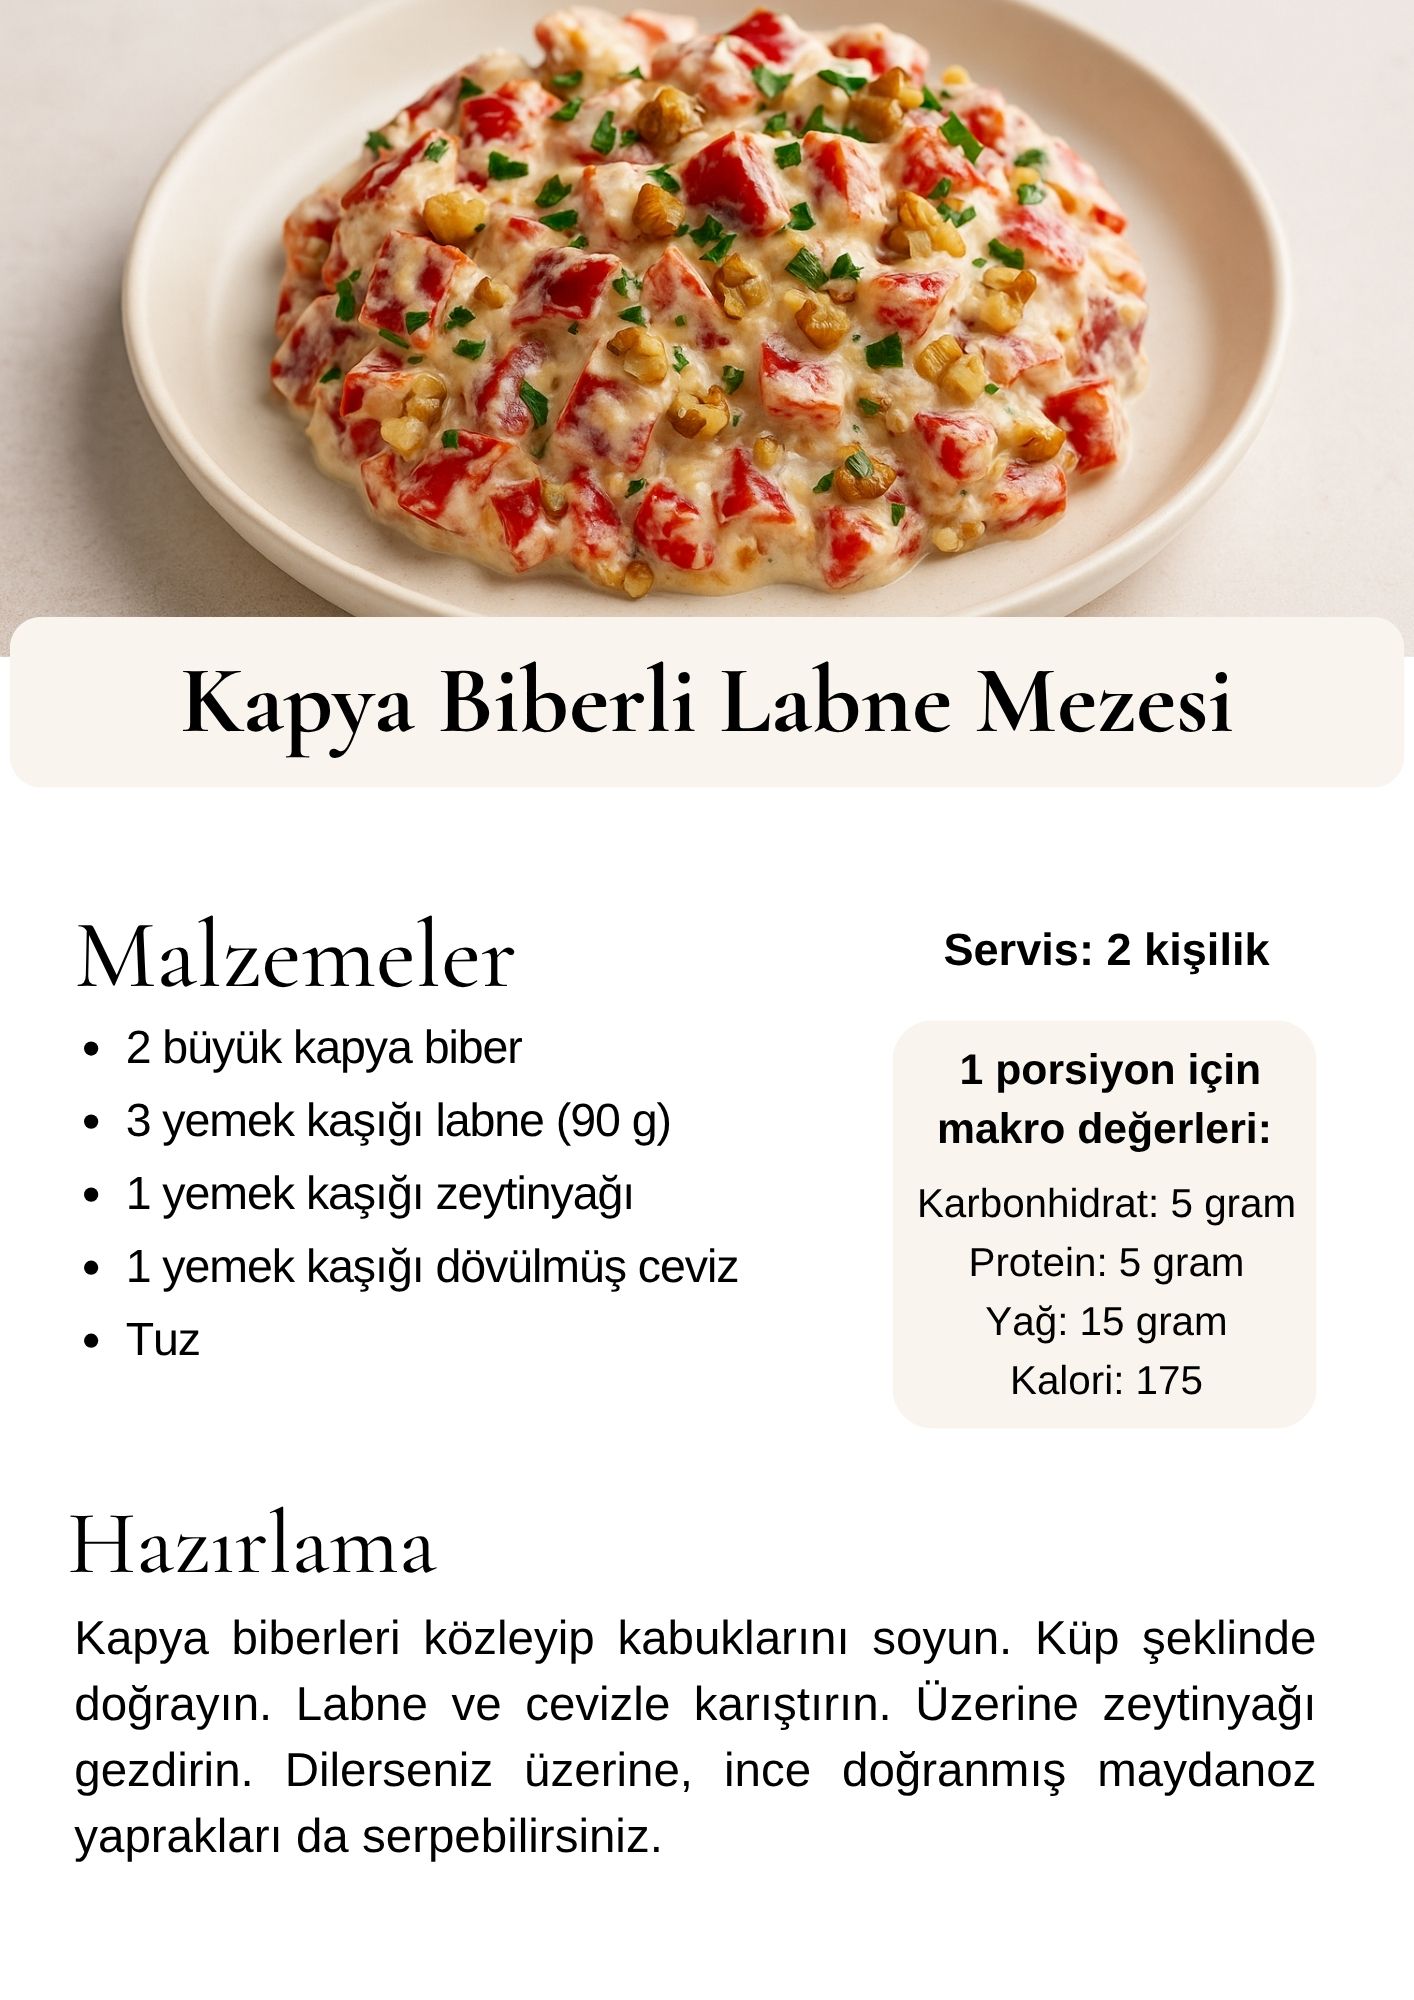 Kapya Biberli Labne Mezesi
Malzemeler
• 2 büyük kapya biber
• 3 yemek kaşığı labne (90 g)
• 1 yemek kaşığı zeytinyağı
• 1 yemek kaşığı dövülmüş ceviz
• Tuz
Servis: 2 kişilik
1 porsiyon için
makro değerleri:
Karbonhidrat: 5 gram
Protein: 5 gram
Yağ: 15 gram
Kalori: 175
Hazırlama
Kapya biberleri közleyip kabuklarını soyun. Küp şeklinde
doğrayın. Labne ve cevizle karıştırın. Üzerine zeytinyağı
gezdirin. Dilerseniz üzerine, ince doğranmış maydanoz
yaprakları da serpebilirsiniz.